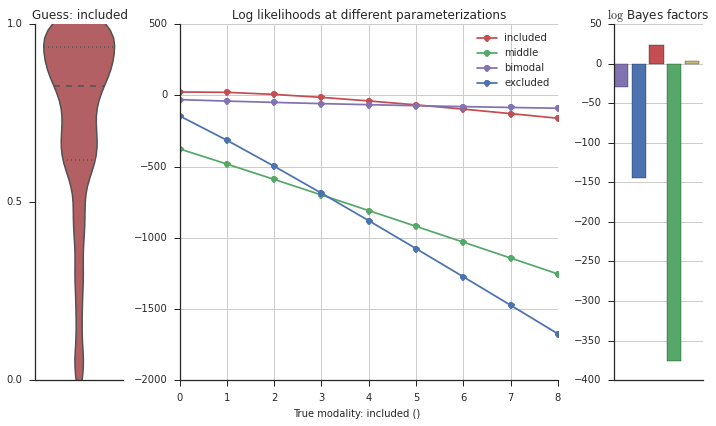 Guess: included
1.0
0.5
0.0
Log likelihoods at different parameterizations
500
0
−500
−1000
−1500
−2000
0 1 2 3 4 5 6 7 8
True modality: included ()
included
middle
bimodal
excluded
log Bayes factors
50
0
−50
−100
−150
−200
−250
−300
−350
−400